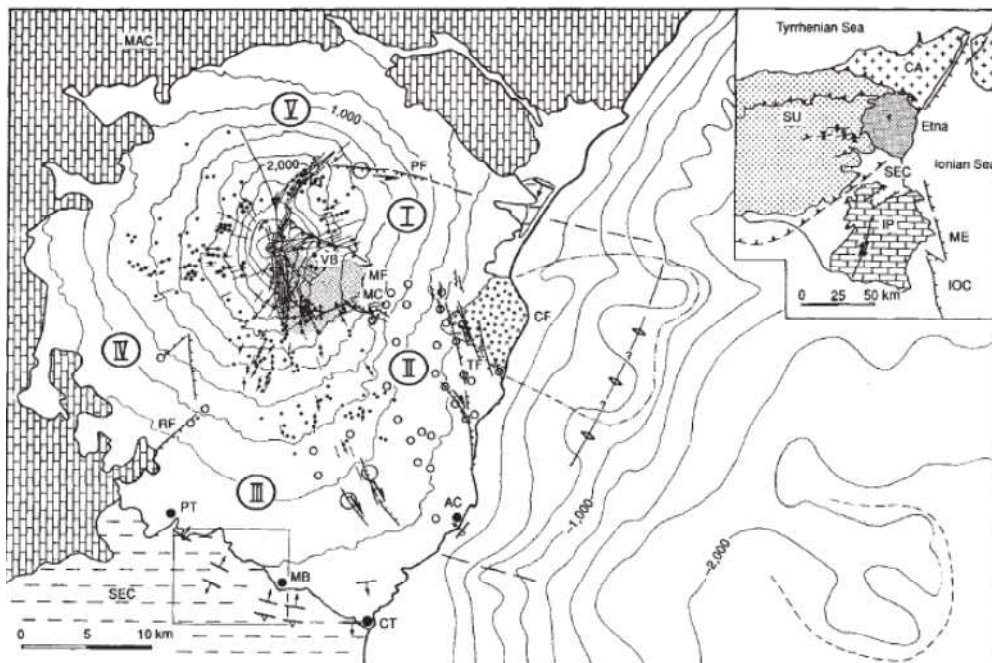 MAC
Tyrrhenian Sea
CA
SU
Etna
SEC
Ionian Sea
IP
ME
IOC
0 25 50 km
V
1,000
2,000
PF
I
VB
MF
MC
CF
IV
II
TF
RF
III
PT
AC
-1,000
-2,000
MB
SEC
CT
0 5 10 km
?
?